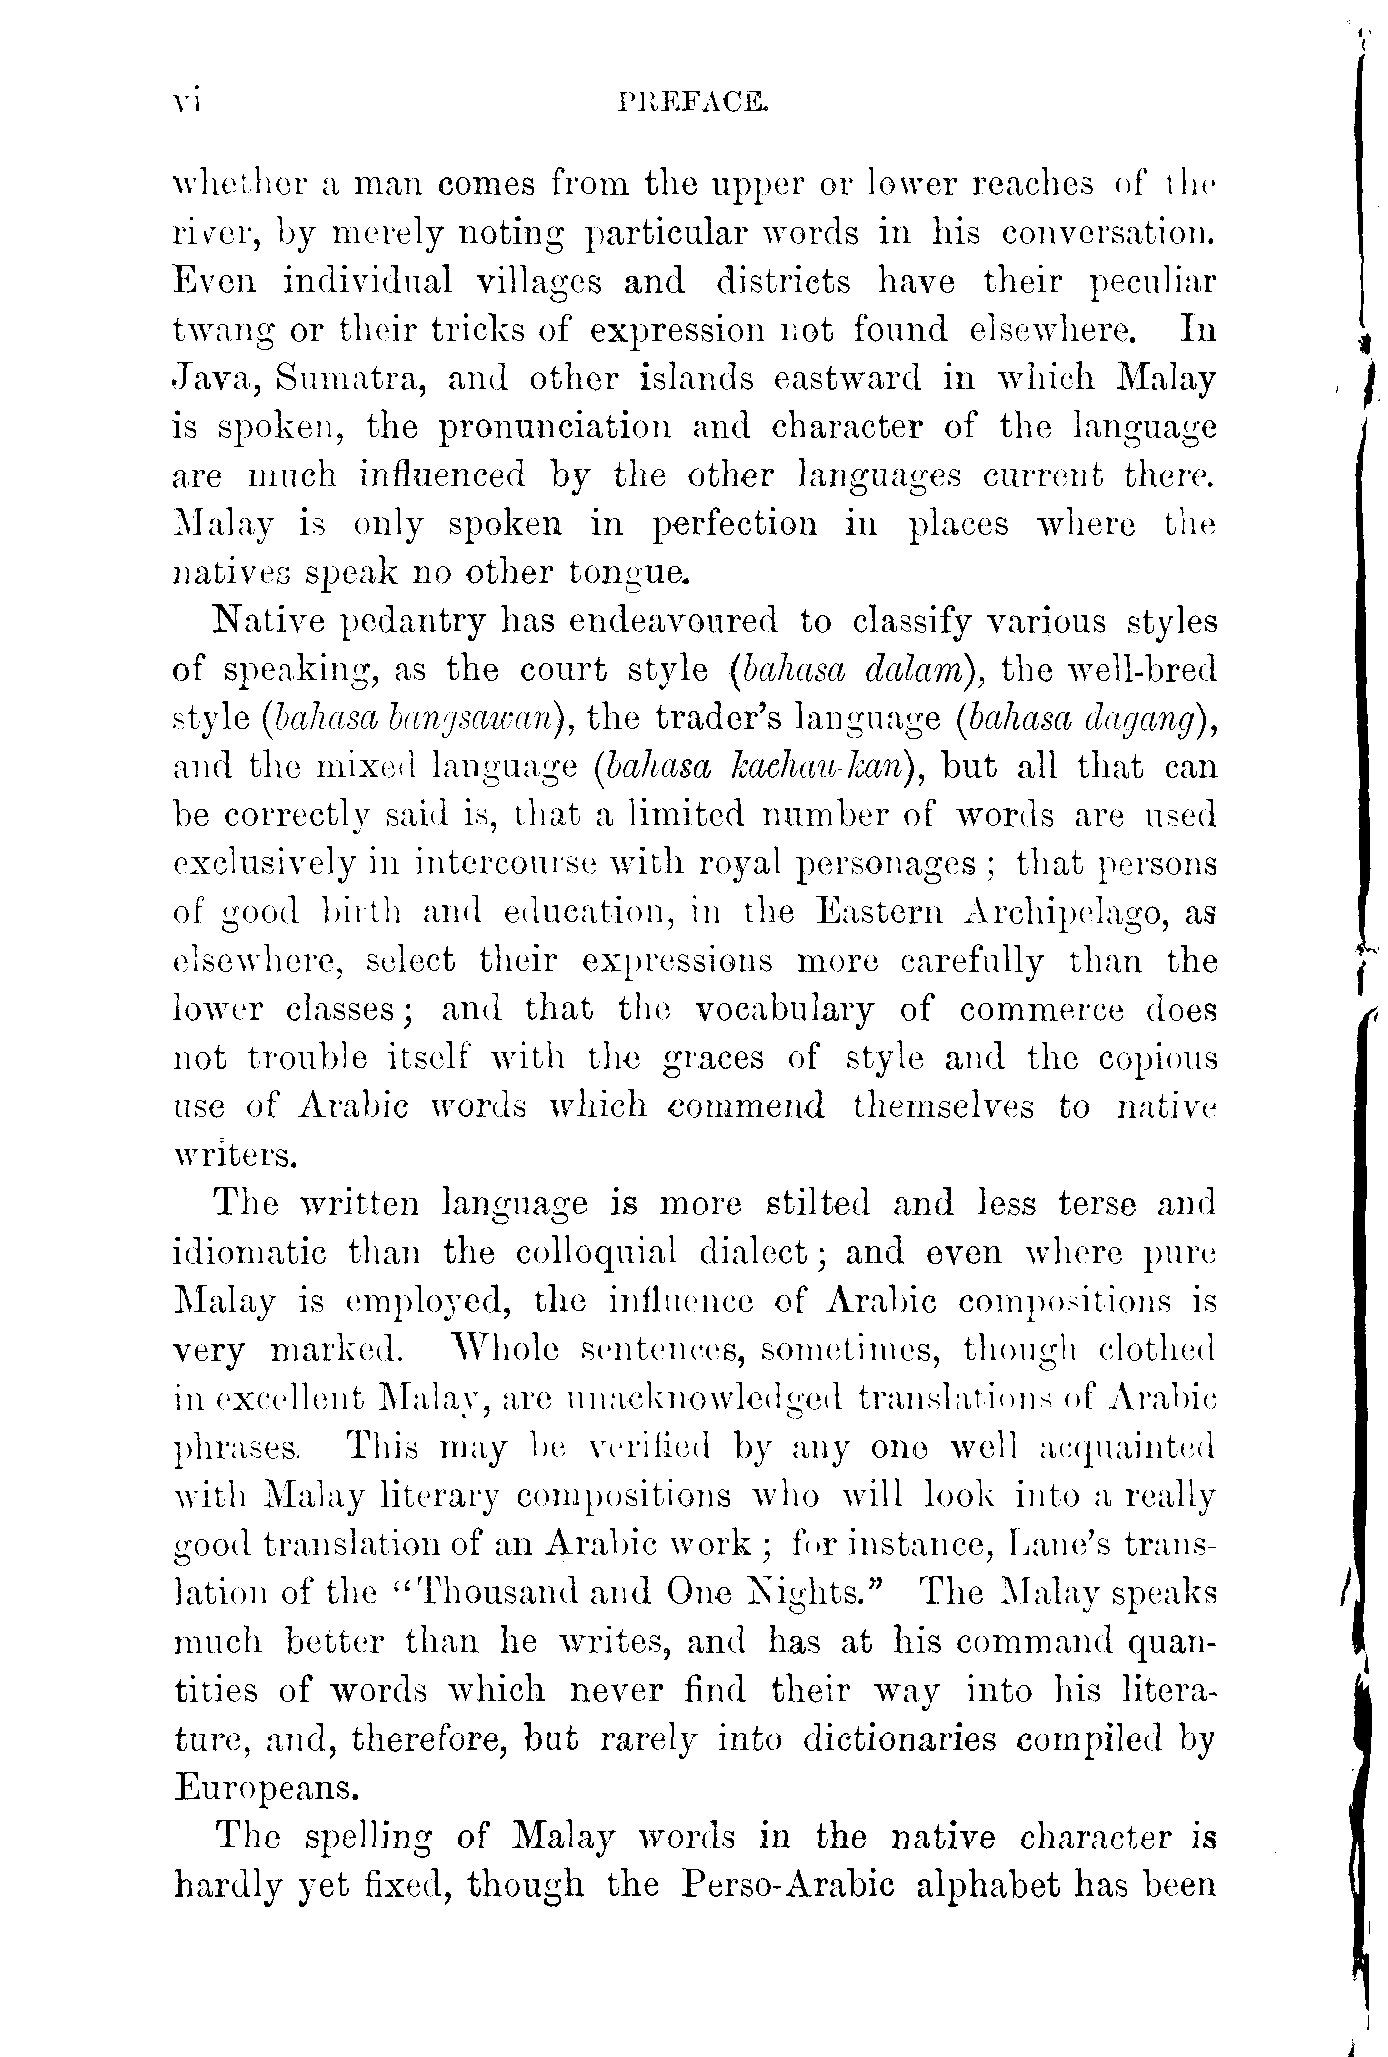 vi PREFACE.
whether a man comes from the upper or lower reaches of the
river, by merely noting particular words in his conversation.
Even individual villages and districts have their peculiar
twang or their tricks of expression not found elsewhere. In
Java, Sumatra, and other islands eastward in which Malay
is spoken, the pronunciation and character of the language
are much influenced by the other languages current there.
Malay is only spoken in perfection in places where the
natives speak no other tongue.
Native pedantry has endeavoured to classify various styles
of speaking, as the court style (bahasa dalam), the well-bred
style (bahasa bangsawan), the trader's language (bahasa dagang),
and the mixed language (bahasa kachau-kan), but all that can
be correctly said is, that a limited number of words are used
exclusively in intercourse with royal personages; that persons
of good birth and education, in the Eastern Archipelago, as
elsewhere, select their expressions more carefully than the
lower classes; and that the vocabulary of commerce does
not trouble itself with the graces of style and the copious
use of Arabic words which commend themselves to native
writers.
The written language is more stilted and less terse and
idiomatic than the colloquial dialect; and even where pure
Malay is employed, the influence of Arabic compositions is
very marked. Whole sentences, sometimes, though clothed
in excellent Malay, are unacknowledged translations of Arabic
phrases. This may be verified by any one well acquainted
with Malay literary compositions who will look into a really
good translation of an Arabic work; for instance, Lane's trans-
lation of the "Thousand and One Nights." The Malay speaks
much better than he writes, and has at his command quan-
tities of words which never find their way into his litera-
ture, and, therefore, but rarely into dictionaries compiled by
Europeans.
The spelling of Malay words in the native character is
hardly yet fixed, though the Perso-Arabic alphabet has been